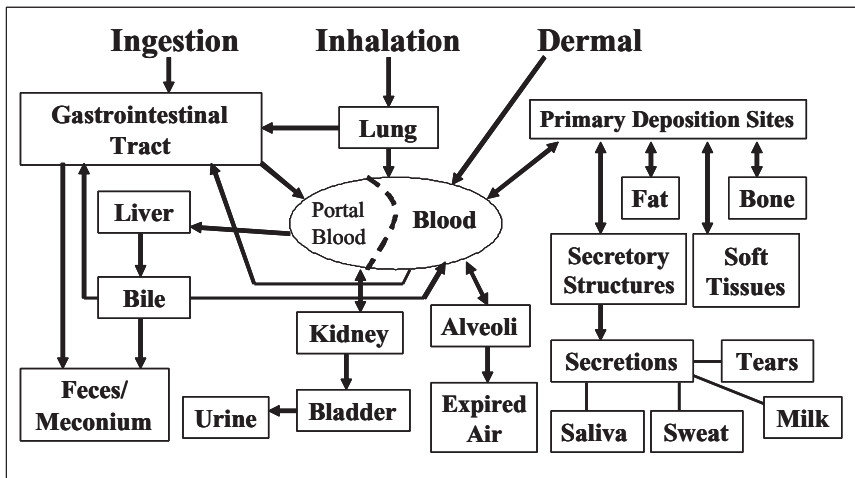 Ingestion
Inhalation
Dermal
Gastrointestinal
Tract
Lung
Primary Deposition Sites
Liver
Portal
Blood
Blood
Fat
Bone
Secretory
Structures
Soft
Tissues
Bile
Kidney
Alveoli
Feces/
Meconium
Urine
Bladder
Expired
Air
Secretions
Tears
Saliva
Sweat
Milk